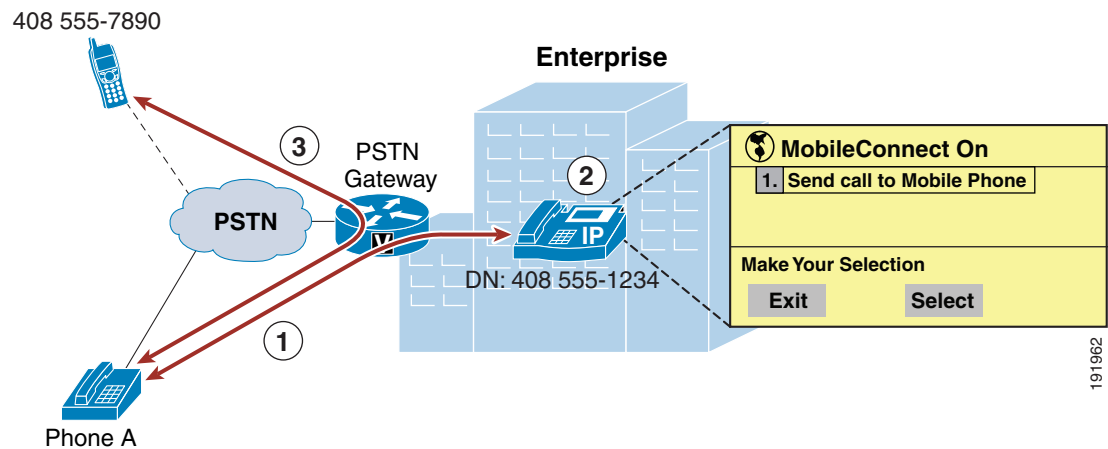 408 555-7890
Enterprise
3
PSTN
Gateway
2
MobileConnect On
1. Send call to Mobile Phone
PSTN
V
IP
DN: 408 555-1234
Make Your Selection
Exit Select
1
191962
Phone A